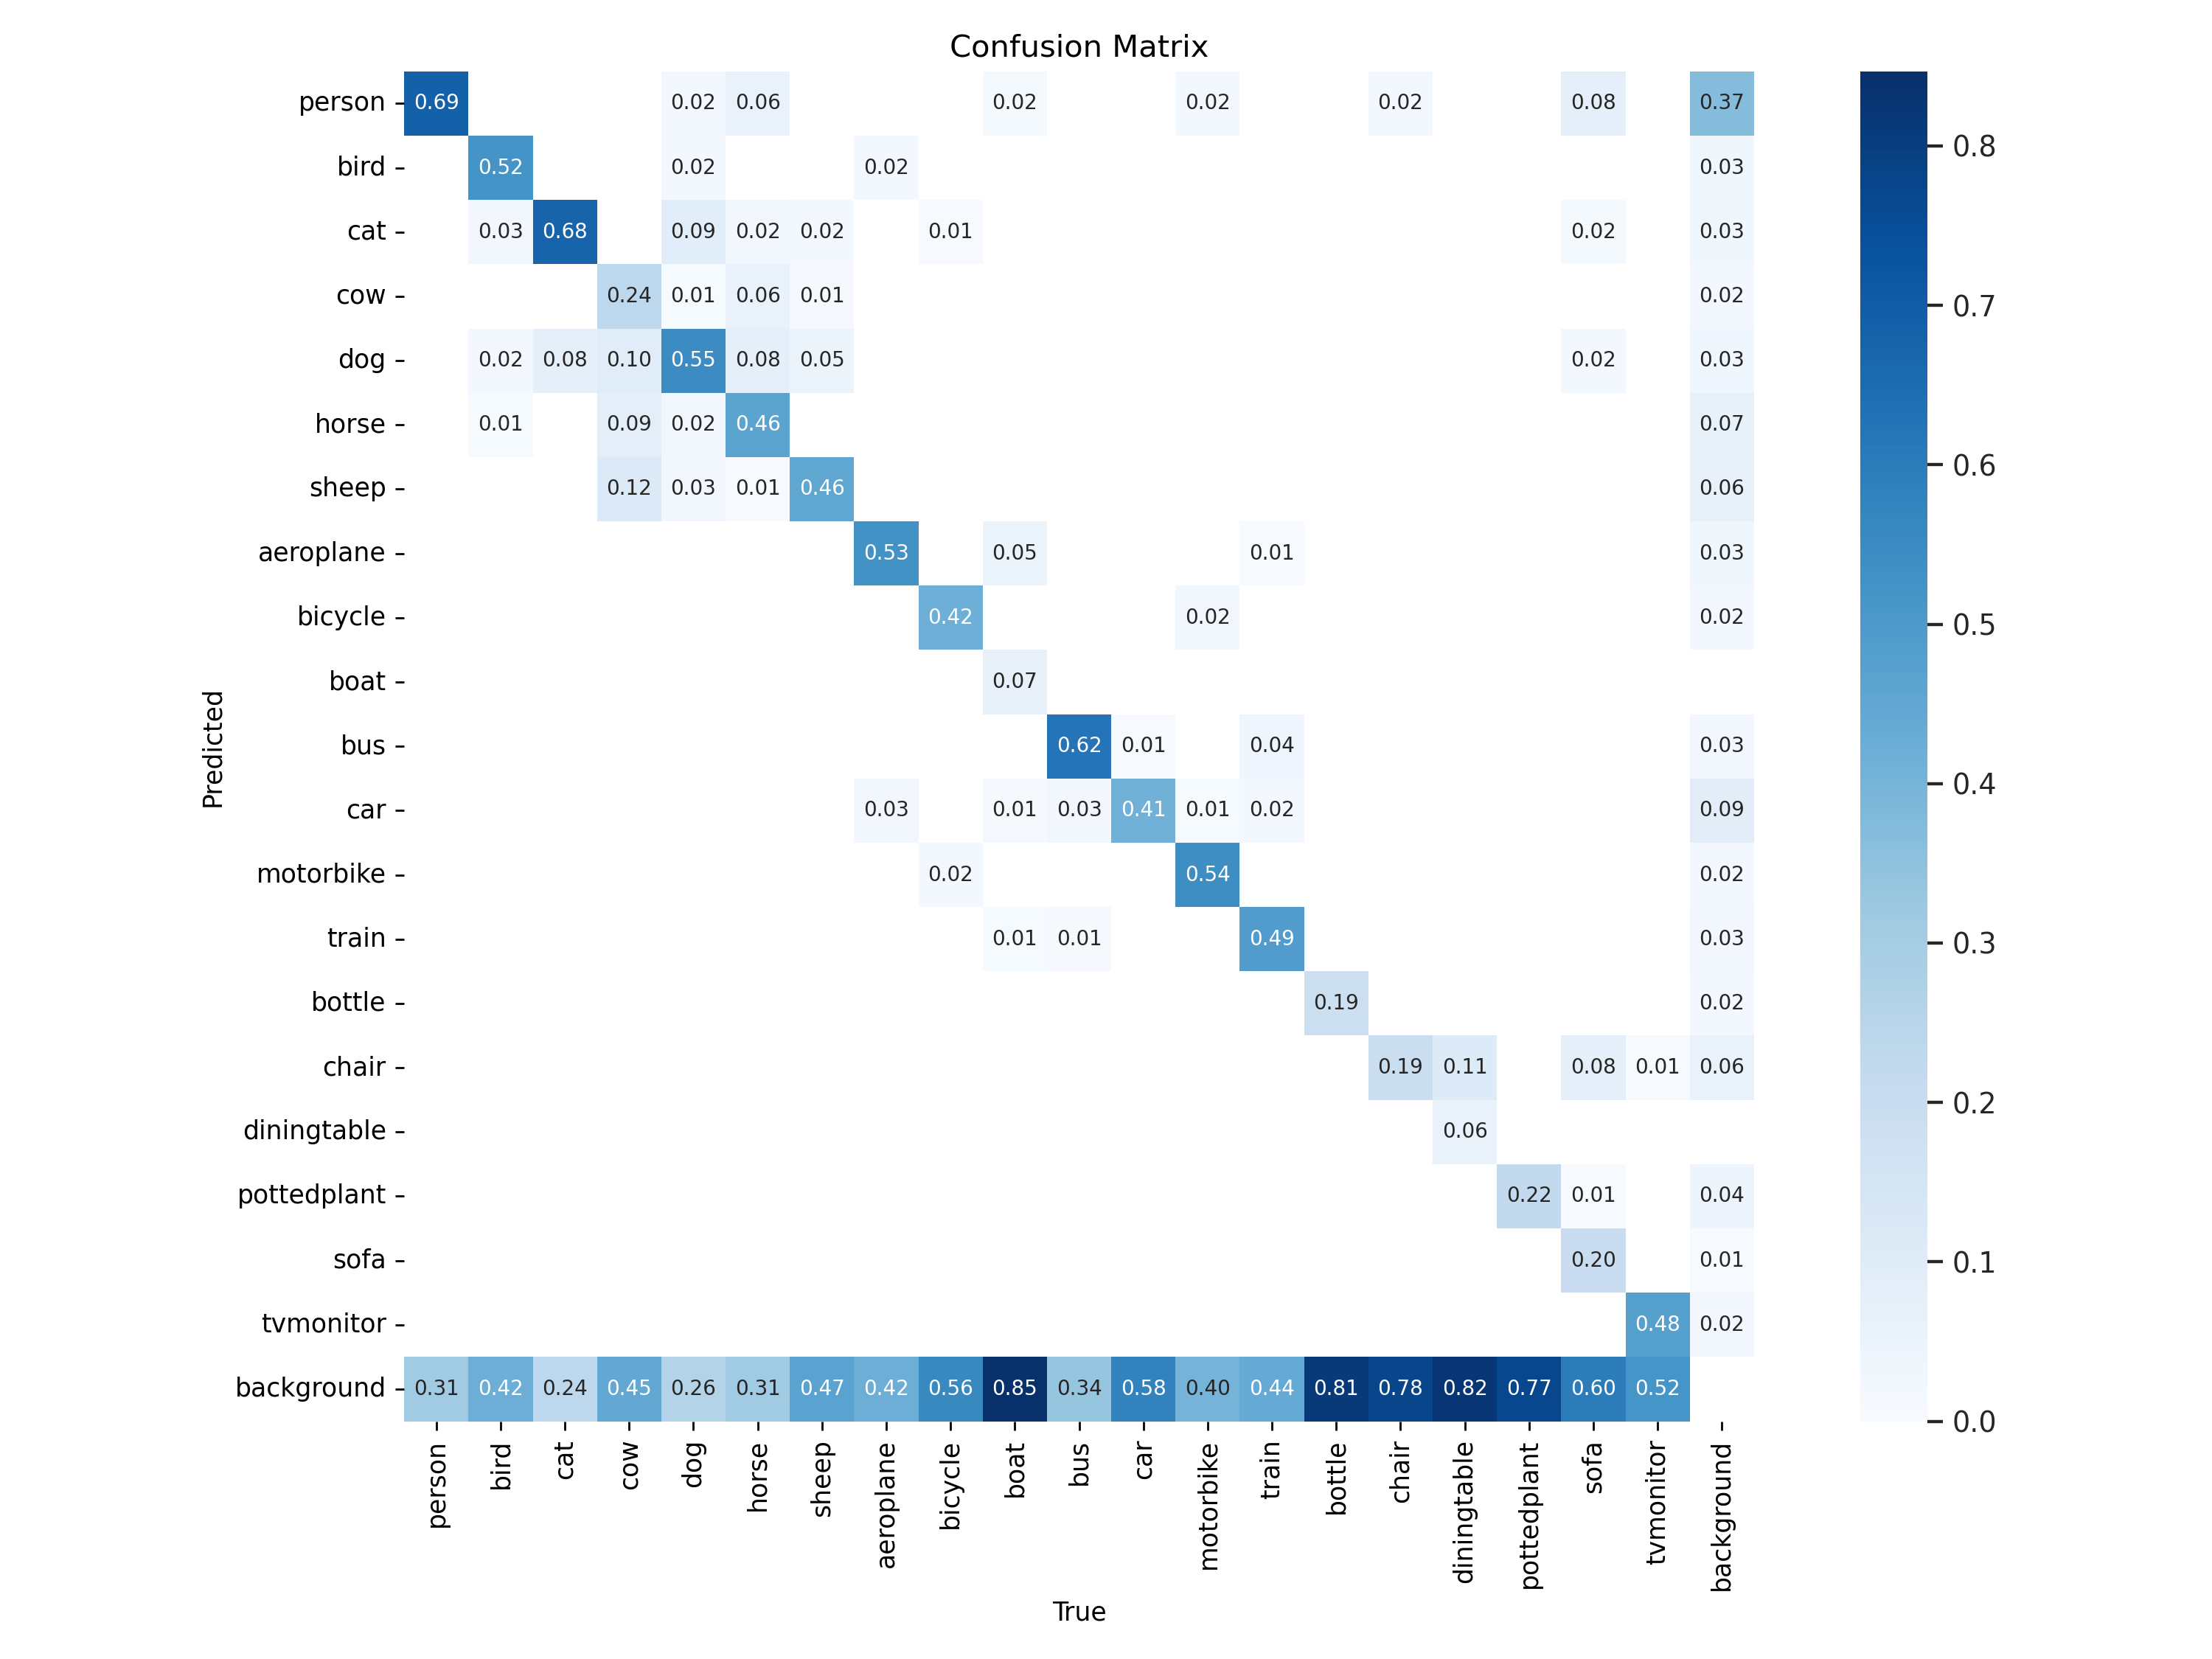 Confusion Matrix
person 0.69 0.02 0.06 0.02 0.02 0.02 0.08 0.37
bird 0.52 0.02 0.02 0.03
cat 0.03 0.68 0.09 0.02 0.02 0.01 0.02 0.03
cow 0.24 0.01 0.06 0.01 0.02
dog 0.02 0.08 0.10 0.55 0.08 0.05 0.02 0.03
horse 0.01 0.09 0.02 0.46 0.07
sheep 0.12 0.03 0.01 0.46 0.06
aeroplane 0.53 0.05 0.01 0.03
bicycle 0.42 0.02 0.02
boat 0.07
bus 0.62 0.01 0.04 0.03
car 0.03 0.01 0.03 0.41 0.01 0.02 0.09
motorbike 0.02 0.54 0.02
train 0.01 0.01 0.49 0.03
bottle 0.19 0.02
chair 0.19 0.11 0.08 0.01 0.06
diningtable 0.06
pottedplant 0.22 0.01 0.04
sofa 0.20 0.01
tvmonitor 0.48 0.02
background 0.31 0.42 0.24 0.45 0.26 0.31 0.47 0.42 0.56 0.85 0.34 0.58 0.40 0.44 0.81 0.78 0.82 0.77 0.60 0.52
person bird cat cow dog horse sheep aeroplane bicycle boat bus car motorbike train bottle chair diningtable pottedplant sofa tvmonitor background
True
Predicted
0.8
0.7
0.6
0.5
0.4
0.3
0.2
0.1
0.0